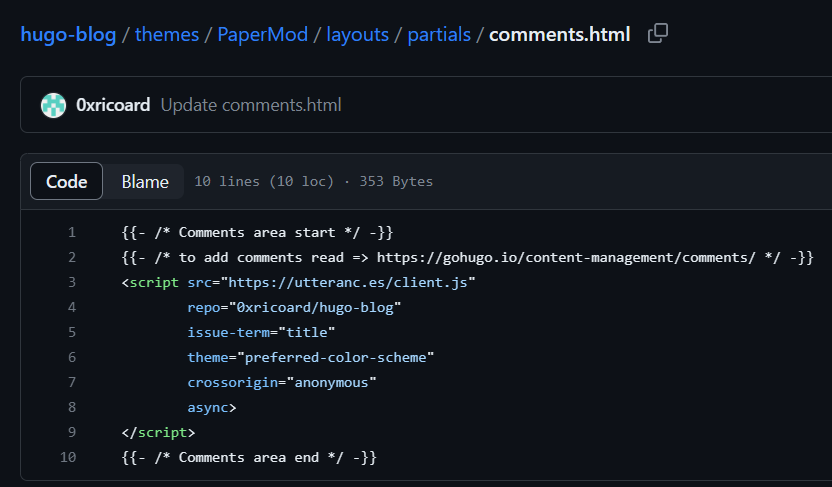 hugo-blog / themes / PaperMod / layouts / partials / comments.html
0xricoard Update comments.html
Code Blame 10 lines (10 loc) · 353 Bytes
1 {{- /* Comments area start */ -}}
2 {{- /* to add comments read => https://gohugo.io/content-management/comments/ */ -}}
3 <script src="https://utteranc.es/client.js"
4 repo="0xricoard/hugo-blog"
5 issue-term="title"
6 theme="preferred-color-scheme"
7 crossorigin="anonymous"
8 async>
9 </script>
10 {{- /* Comments area end */ -}}